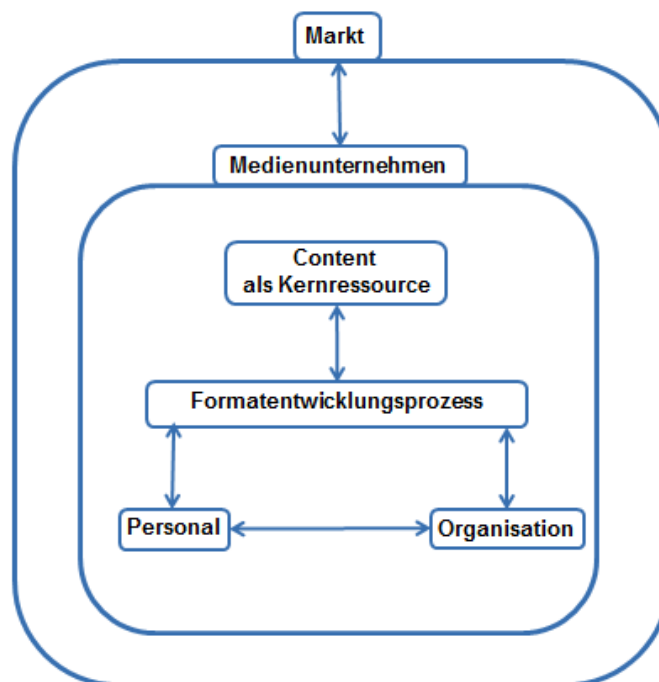 Markt
Medienunternehmen
Content
als Kernressource
Formatentwicklungsprozess
Personal
Organisation